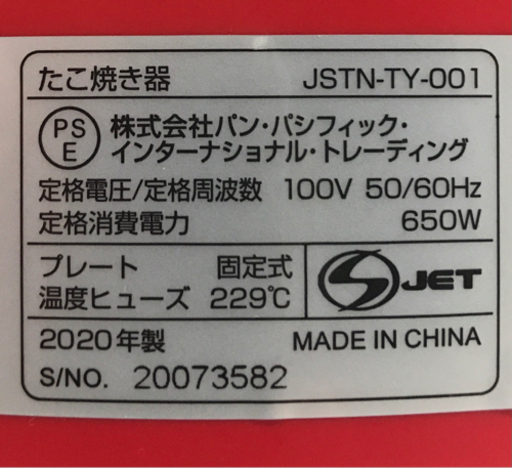 たこ焼き器 JSTN-TY-001
PS
E
株式会社パン・パシフィック・
インターナショナル・トレーディング
定格電圧/定格周波数 100V 50/60Hz
定格消費電力 650W
プレート 固定式
温度ヒューズ 229℃
S JET
2020年製 MADE IN CHINA
S/NO. 20073582